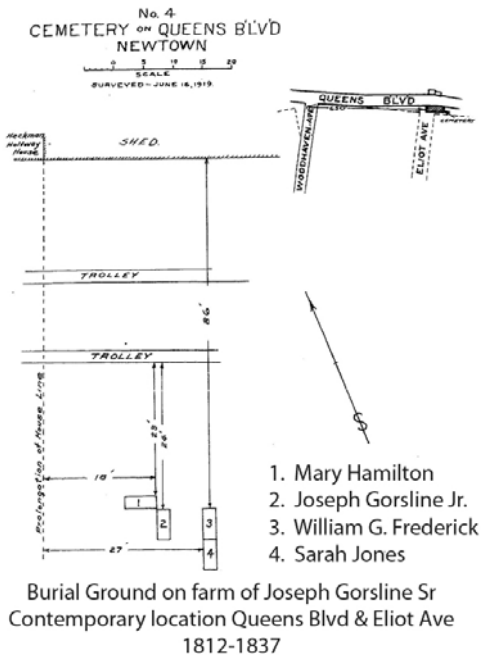 No. 4
CEMETERY ON QUEENS B'LV'D
NEWTOWN
0 5 10 15 20
SCALE
SURVEYED - JUNE 16, 1919.
QUEENS BLVD
250'
CEMETERY
WOODHAVEN AVE
ELIOT AVE
Heckman
Halfway
House
SHED.
TROLLEY
86'
TROLLEY
Prolongation of House Line
23'
26'
18'
1
2
3
4
27'
S
1. Mary Hamilton
2. Joseph Gorsline Jr.
3. William G. Frederick
4. Sarah Jones
Burial Ground on farm of Joseph Gorsline Sr
Contemporary location Queens Blvd & Eliot Ave
1812-1837